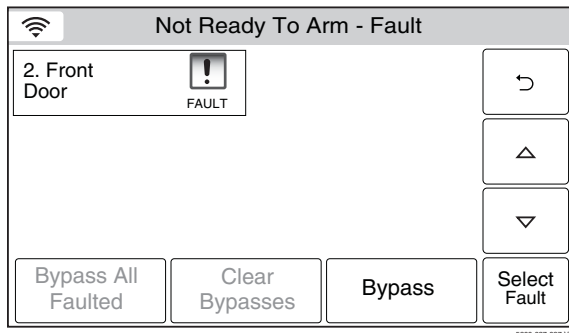 Not Ready To Arm - Fault
2. Front
Door
FAULT
Bypass All
Faulted
Clear
Bypasses
Bypass
Select
Fault